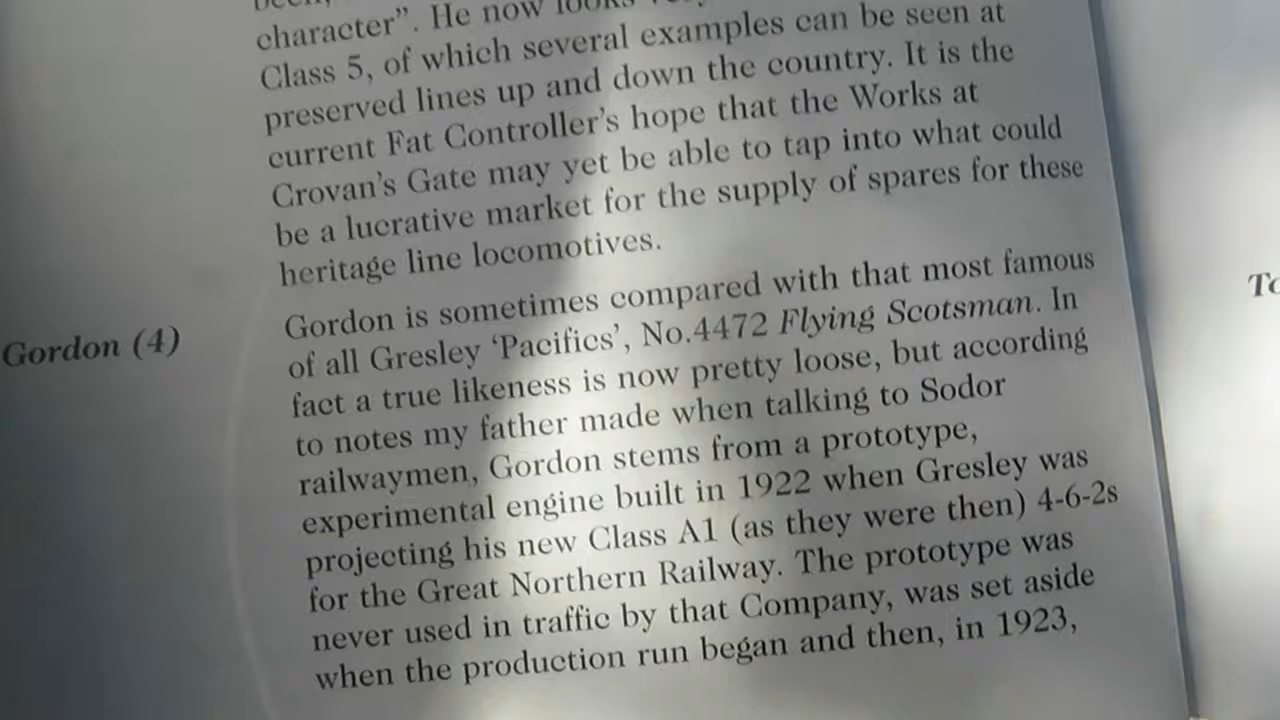 character”. He now looks
Class 5, of which several examples can be seen at
preserved lines up and down the country. It is the
current Fat Controller’s hope that the Works at
Crovan’s Gate may yet be able to tap into what could
be a lucrative market for the supply of spares for these
heritage line locomotives.
Gordon (4)
Gordon is sometimes compared with that most famous
of all Gresley ‘Pacifics’, No.4472 Flying Scotsman. In
fact a true likeness is now pretty loose, but according
to notes my father made when talking to Sodor
railwaymen, Gordon stems from a prototype,
experimental engine built in 1922 when Gresley was
projecting his new Class A1 (as they were then) 4-6-2s
for the Great Northern Railway. The prototype was
never used in traffic by that Company, was set aside
when the production run began and then, in 1923,